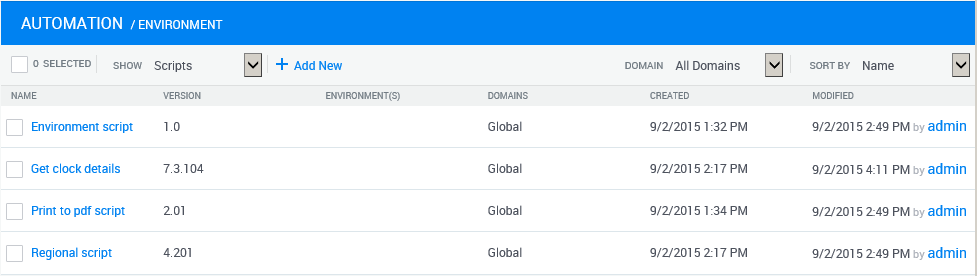 AUTOMATION / ENVIRONMENT
0 SELECTED SHOW Scripts Add New DOMAIN All Domains SORT BY Name
NAME VERSION ENVIRONMENT(S) DOMAINS CREATED MODIFIED
Environment script 1.0 Global 9/2/2015 1:32 PM 9/2/2015 2:49 PM by admin
Get clock details 7.3.104 Global 9/2/2015 2:17 PM 9/2/2015 4:11 PM by admin
Print to pdf script 2.01 Global 9/2/2015 1:34 PM 9/2/2015 2:49 PM by admin
Regional script 4.201 Global 9/2/2015 2:17 PM 9/2/2015 2:49 PM by admin